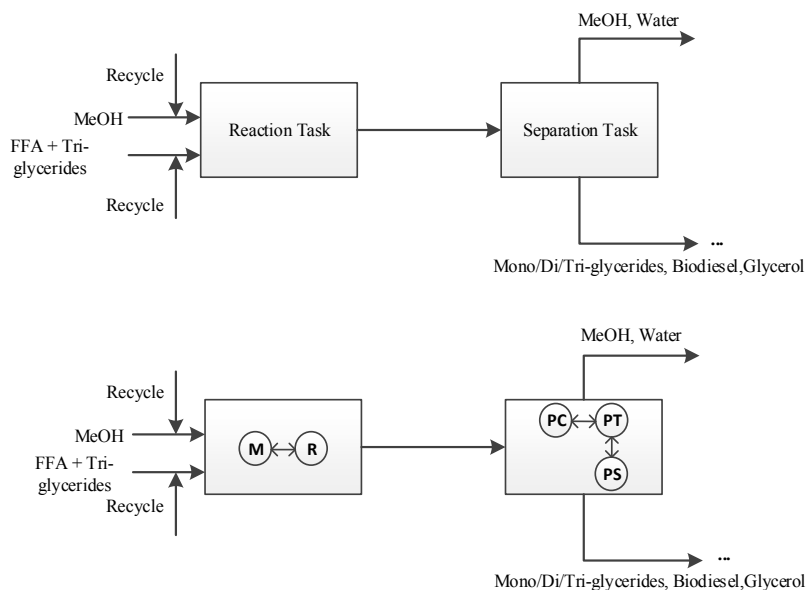 MeOH, Water
Recycle
MeOH
FFA + Tri-
glycerides
Recycle
Reaction Task
Separation Task
...
Mono/Di/Tri-glycerides, Biodiesel,Glycerol
MeOH, Water
Recycle
MeOH
FFA + Tri-
glycerides
Recycle
M
R
PC
PT
PS
...
Mono/Di/Tri-glycerides, Biodiesel,Glycerol